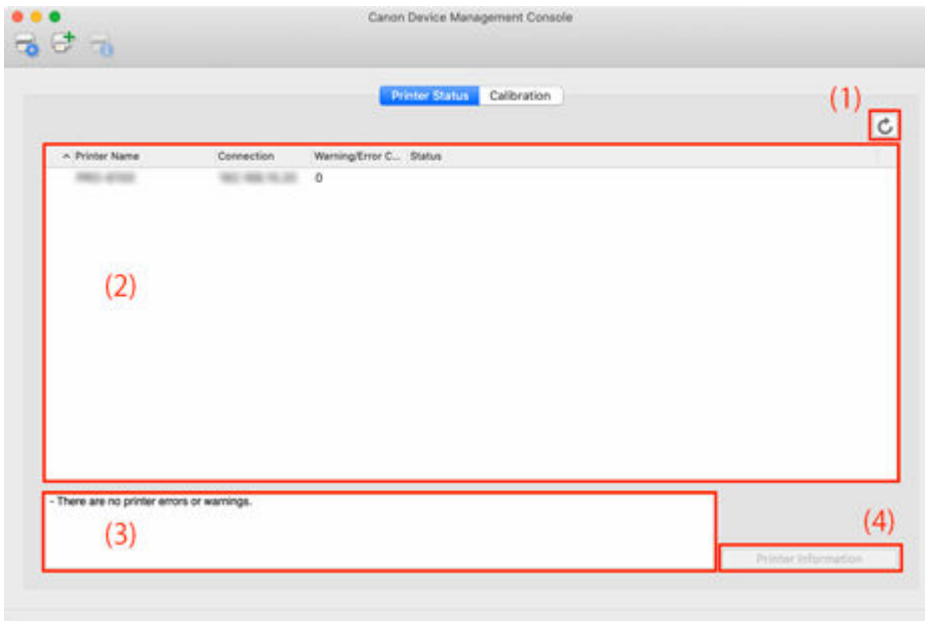 Canon Device Management Console
Printer Status Calibration
(1)
Printer Name Connection Warning/Error C... Status
0
(2)
- There are no printer errors or warnings.
(3)
(4)
Printer Information